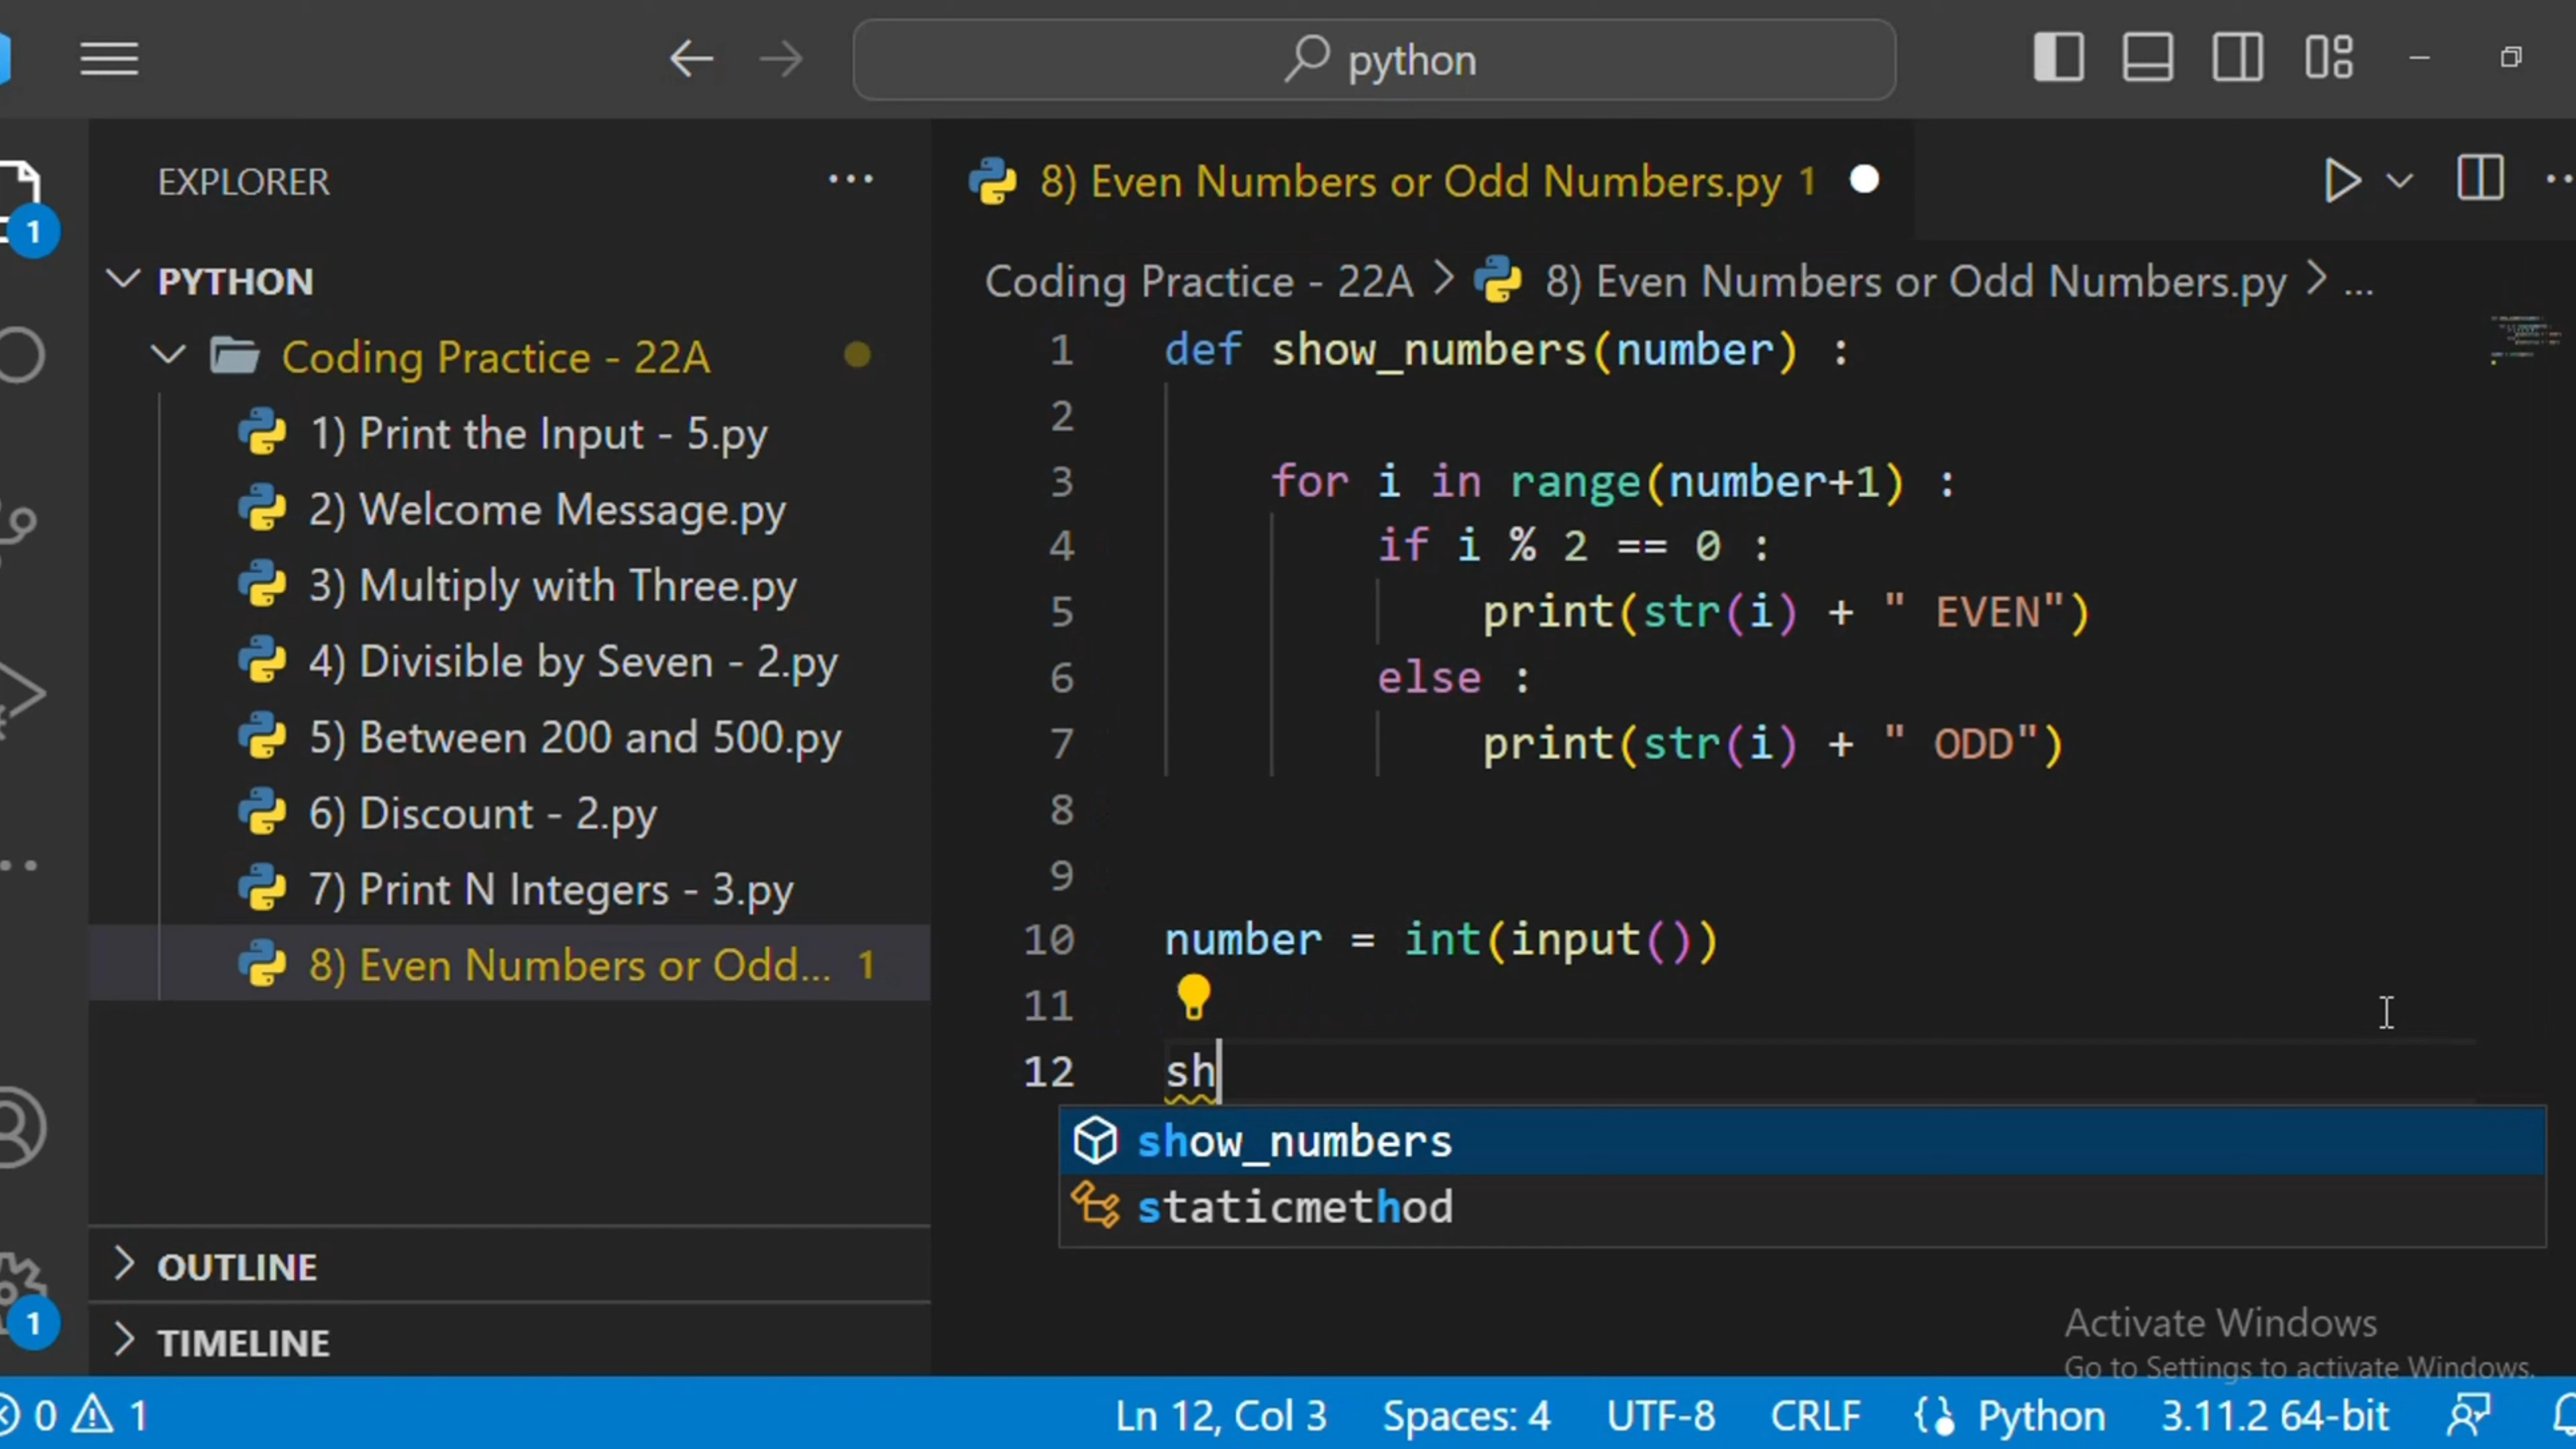 python
EXPLORER
8) Even Numbers or Odd Numbers.py 1
1
PYTHON
Coding Practice - 22A > 8) Even Numbers or Odd Numbers.py > ...
Coding Practice - 22A
1) Print the Input - 5.py
2) Welcome Message.py
3) Multiply with Three.py
4) Divisible by Seven - 2.py
5) Between 200 and 500.py
6) Discount - 2.py
7) Print N Integers - 3.py
8) Even Numbers or Odd... 1
OUTLINE
TIMELINE
1
1 def show_numbers(number) :
2
3     for i in range(number+1) :
4         if i % 2 == 0 :
5             print(str(i) + " EVEN")
6         else :
7             print(str(i) + " ODD")
8
9
10 number = int(input())
11
12 sh
show_numbers
staticmethod
Activate Windows
Go to Settings to activate Windows.
0 1 Ln 12, Col 3 Spaces: 4 UTF-8 CRLF Python 3.11.2 64-bit